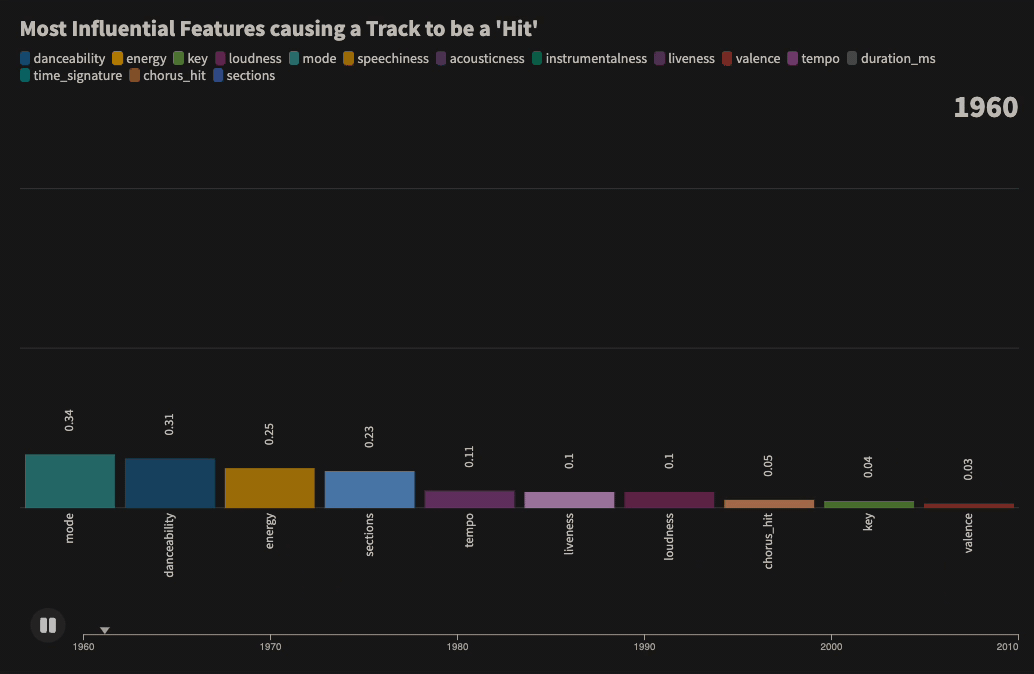 Most Influential Features causing a Track to be a 'Hit'
danceability energy key loudness mode speechiness acousticness instrumentalness liveness valence tempo duration_ms
time_signature chorus_hit sections
1960
0.34 0.31 0.25 0.23 0.11 0.1 0.1 0.05 0.04 0.03
mode danceability energy sections tempo liveness loudness chorus_hit key valence
1960 1970 1980 1990 2000 2010